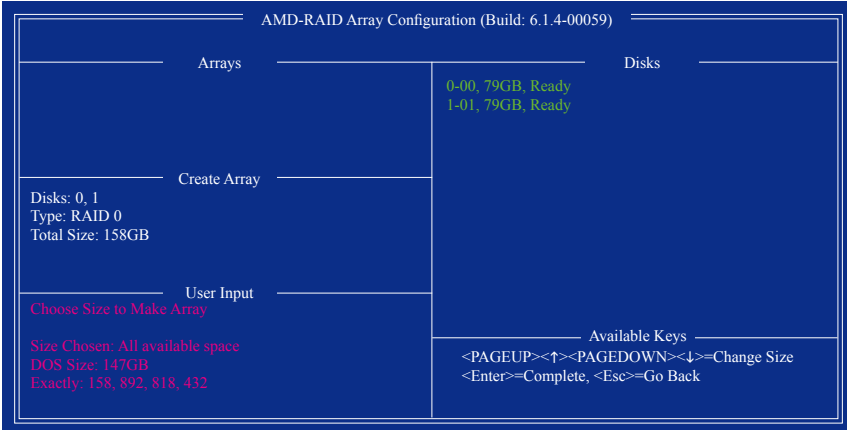 AMD-RAID Array Configuration (Build: 6.1.4-00059)
Arrays
Create Array
Disks: 0, 1
Type: RAID 0
Total Size: 158GB
User Input
Choose Size to Make Array
Size Chosen: All available space
DOS Size: 147GB
Exactly: 158, 892, 818, 432
Disks
0-00, 79GB, Ready
1-01, 79GB, Ready
Available Keys
<PAGEUP><↑><PAGEDOWN><↓>=Change Size
<Enter>=Complete, <Esc>=Go Back